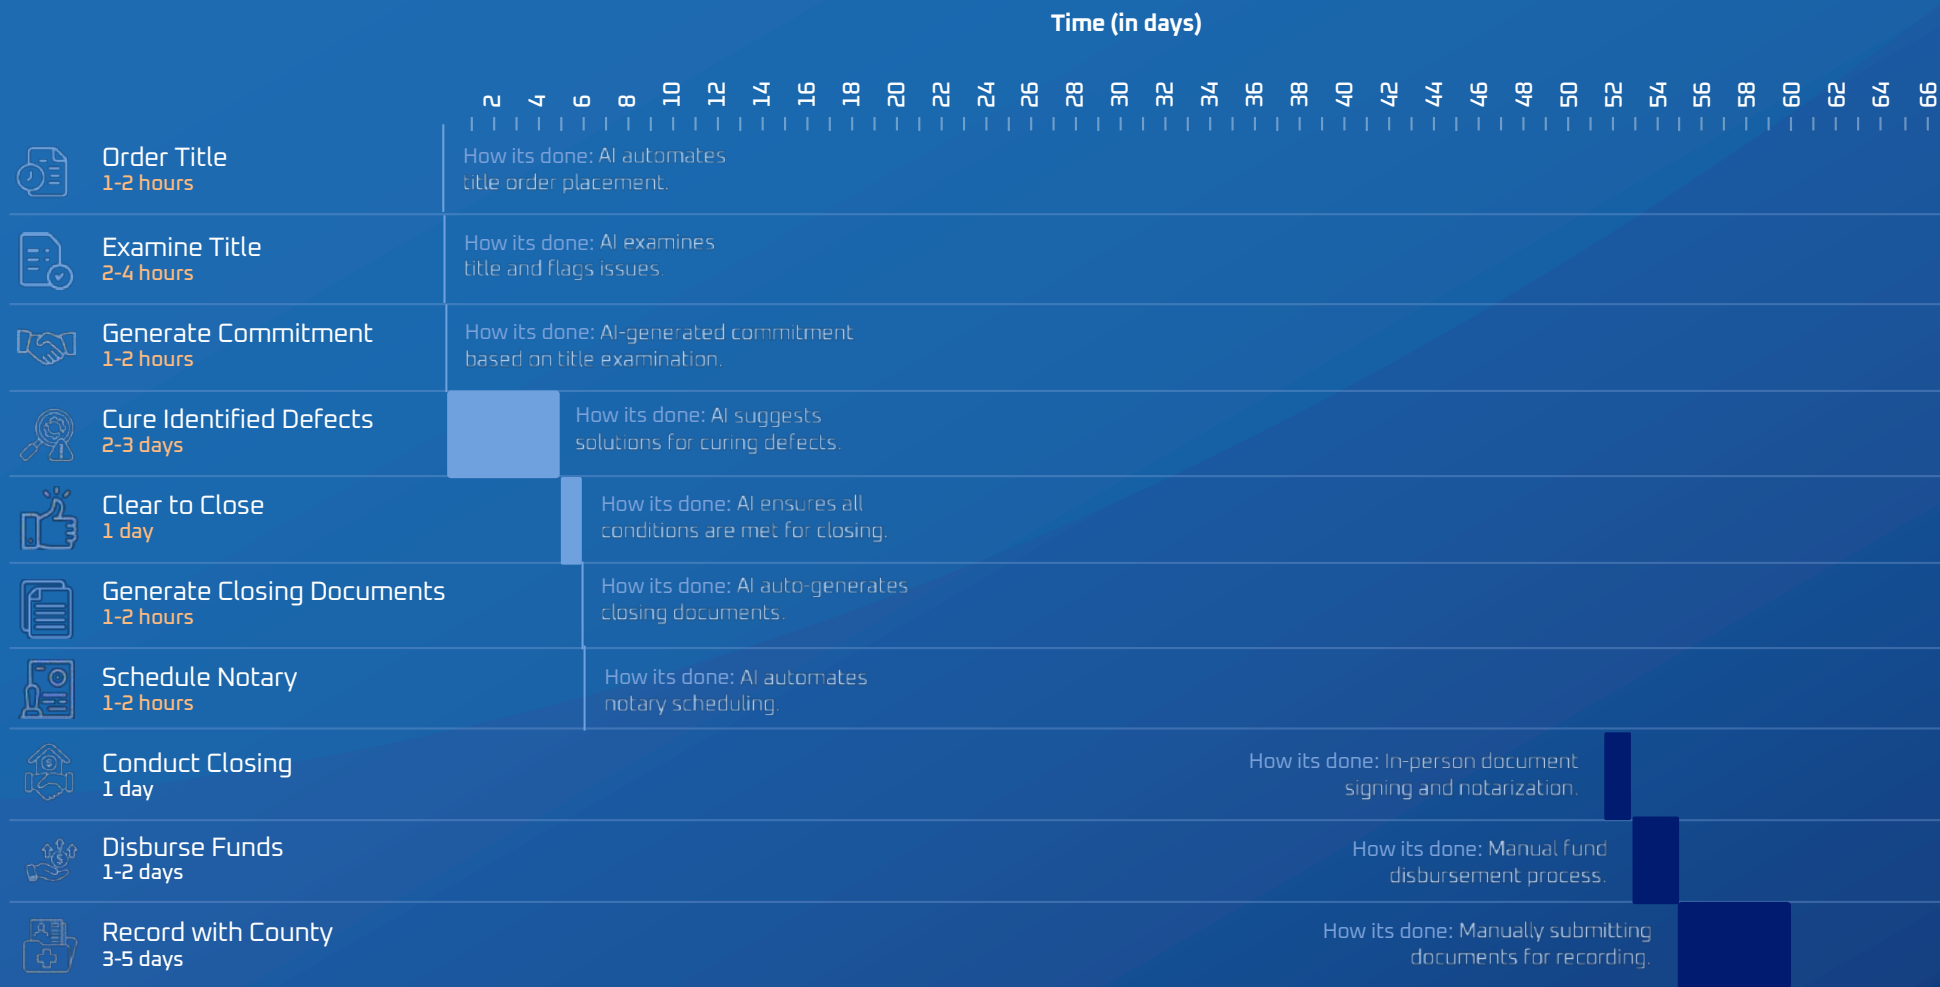 Time (in days)
2 4 6 8 10 12 14 16 18 20 22 24 26 28 30 32 34 36 38 40 42 44 46 48 50 52 54 56 58 60 62 64 66
Order Title
1-2 hours
How its done: AI automates
title order placement.
Examine Title
2-4 hours
How its done: AI examines
title and flags issues.
Generate Commitment
1-2 hours
How its done: AI-generated commitment
based on title examination.
Cure Identified Defects
2-3 days
How its done: AI suggests
solutions for curing defects.
Clear to Close
1 day
How its done: AI ensures all
conditions are met for closing.
Generate Closing Documents
1-2 hours
How its done: AI auto-generates
closing documents.
Schedule Notary
1-2 hours
How its done: AI automates
notary scheduling.
Conduct Closing
1 day
How its done: In-person document
signing and notarization.
Disburse Funds
1-2 days
How its done: Manual fund
disbursement process.
Record with County
3-5 days
How its done: Manually submitting
documents for recording.